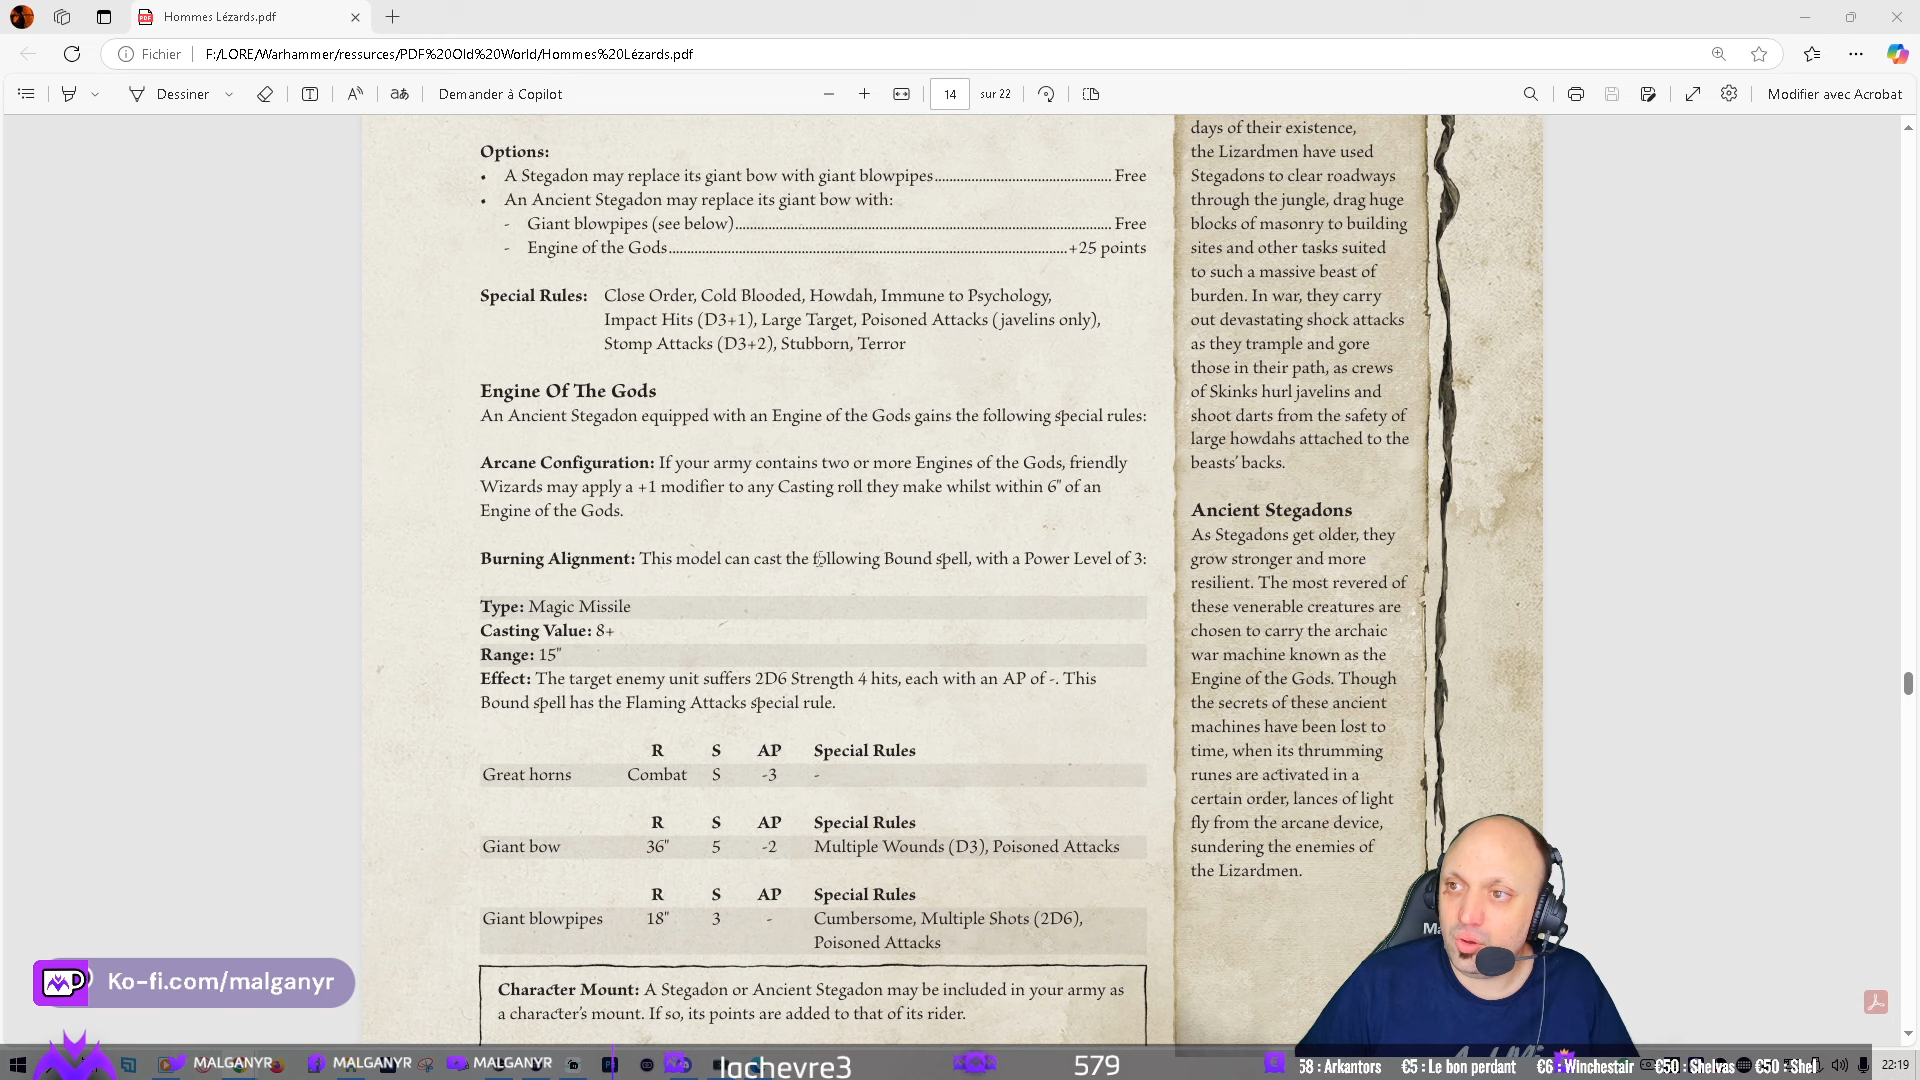 Hommes Lézards.pdf
Fichier
F:/LORE/Warhammer/ressources/PDF%20Old%20World/Hommes%20Lézards.pdf
Dessiner
Demander à Copilot
14
sur 22
Modifier avec Acrobat
Options:
• A Stegadon may replace its giant bow with giant blowpipes Free
• An Ancient Stegadon may replace its giant bow with:
- Giant blowpipes (see below) Free
- Engine of the Gods +25 points
Special Rules: Close Order, Cold Blooded, Howdah, Immune to Psychology,
Impact Hits (D3+1), Large Target, Poisoned Attacks (javelins only),
Stomp Attacks (D3+2), Stubborn, Terror
Engine Of The Gods
An Ancient Stegadon equipped with an Engine of the Gods gains the following special rules:
Arcane Configuration: If your army contains two or more Engines of the Gods, friendly
Wizards may apply a +1 modifier to any Casting roll they make whilst within 6" of an
Engine of the Gods.
Burning Alignment: This model can cast the following Bound spell, with a Power Level of 3:
Type: Magic Missile
Casting Value: 8+
Range: 15"
Effect: The target enemy unit suffers 2D6 Strength 4 hits, each with an AP of -. This
Bound spell has the Flaming Attacks special rule.
R S AP Special Rules
Great horns Combat S -3 -
R S AP Special Rules
Giant bow 36" 5 -2 Multiple Wounds (D3), Poisoned Attacks
R S AP Special Rules
Giant blowpipes 18" 3 - Cumbersome, Multiple Shots (2D6),
Poisoned Attacks
Character Mount: A Stegadon or Ancient Stegadon may be included in your army as
a character's mount. If so, its points are added to that of its rider.
days of their existence,
the Lizardmen have used
Stegadons to clear roadways
through the jungle, drag huge
blocks of masonry to building
sites and other tasks suited
to such a massive beast of
burden. In war, they carry
out devastating shock attacks
as they trample and gore
those in their path, as crews
of Skinks hurl javelins and
shoot darts from the safety of
large howdahs attached to the
beasts' backs.
Ancient Stegadons
As Stegadons get older, they
grow stronger and more
resilient. The most revered of
these venerable creatures are
chosen to carry the archaic
war machine known as the
Engine of the Gods. Though
the secrets of these ancient
machines have been lost to
time, when its thrumming
runes are activated in a
certain order, lances of light
fly from the arcane device,
sundering the enemies of
the Lizardmen.
Ko-fi.com/malganyr
MALGANYR
MALGANYR
MALGANYR
lachevre3
579
58 : Arkantors
€5 : Le bon perdant
€6 : Winchestair
€50 : Shelvas
€50 : Shel
22:19